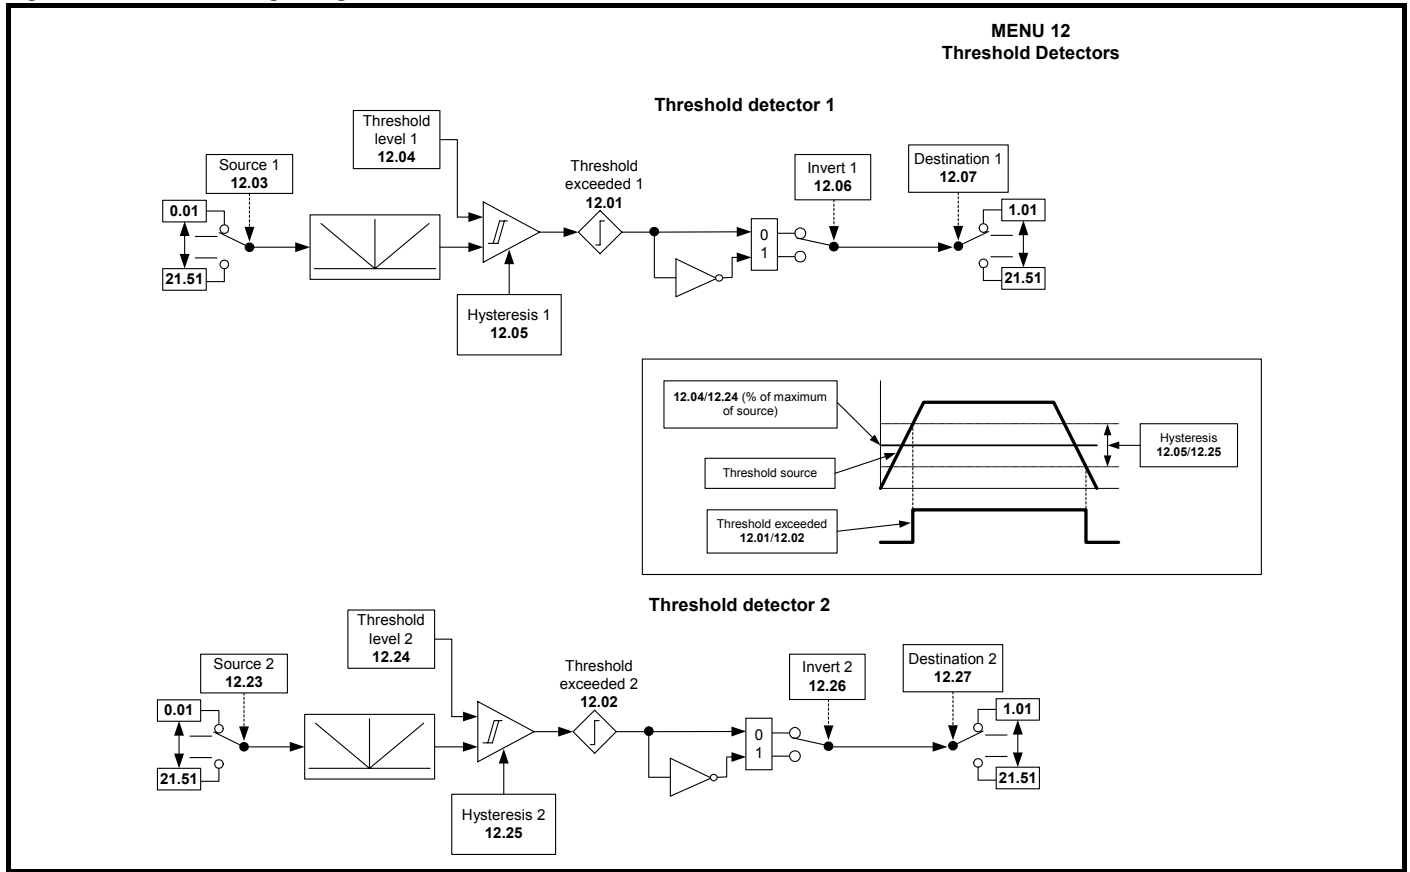 MENU 12
Threshold Detectors
Threshold detector 1
Threshold
level 1
12.04
Source 1
12.03
Threshold
exceeded 1
12.01
Invert 1
12.06
Destination 1
12.07
0.01
21.51
0
1
1.01
21.51
Hysteresis 1
12.05
12.04/12.24 (% of maximum
of source)
Threshold source
Hysteresis
12.05/12.25
Threshold exceeded
12.01/12.02
Threshold detector 2
Threshold
level 2
12.24
Source 2
12.23
Threshold
exceeded 2
12.02
Invert 2
12.26
Destination 2
12.27
0.01
21.51
0
1
1.01
21.51
Hysteresis 2
12.25